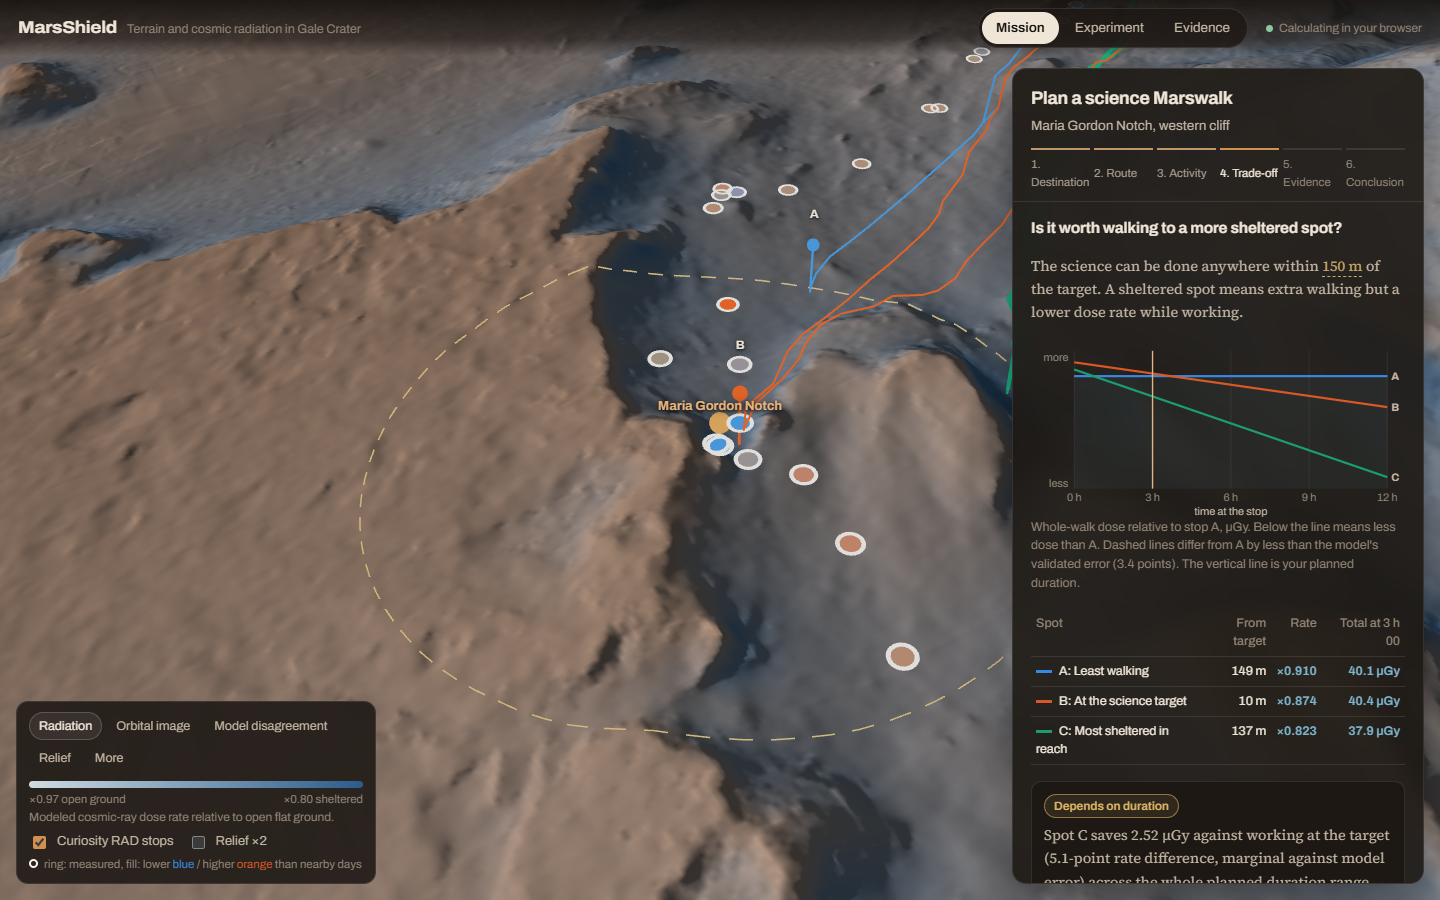 MarsShield Terrain and cosmic radiation in Gale Crater
Mission Experiment Evidence
Calculating in your browser
A
B
Maria Gordon Notch
Radiation Orbital image Model disagreement
Relief More
×0.97 open ground ×0.80 sheltered
Modeled cosmic-ray dose rate relative to open flat ground.
Curiosity RAD stops Relief ×2
ring: measured, fill: lower blue / higher orange than nearby days
Plan a science Marswalk
Maria Gordon Notch, western cliff
1. Destination
2. Route
3. Activity
4. Trade-off
5. Evidence
6. Conclusion
Is it worth walking to a more sheltered spot?
The science can be done anywhere within 150 m of
the target. A sheltered spot means extra walking but a
lower dose rate while working.
more
less
A
B
C
0 h 3 h 6 h 9 h 12 h
time at the stop
Whole-walk dose relative to stop A, µGy. Below the line means less
dose than A. Dashed lines differ from A by less than the model's
validated error (3.4 points). The vertical line is your planned
duration.
Spot From target Rate Total at 3 h 00
A: Least walking 149 m ×0.910 40.1 µGy
B: At the science target 10 m ×0.874 40.4 µGy
C: Most sheltered in reach 137 m ×0.823 37.9 µGy
Depends on duration
Spot C saves 2.52 µGy against working at the target
(5.1-point rate difference, marginal against model
error) across the whole planned duration range